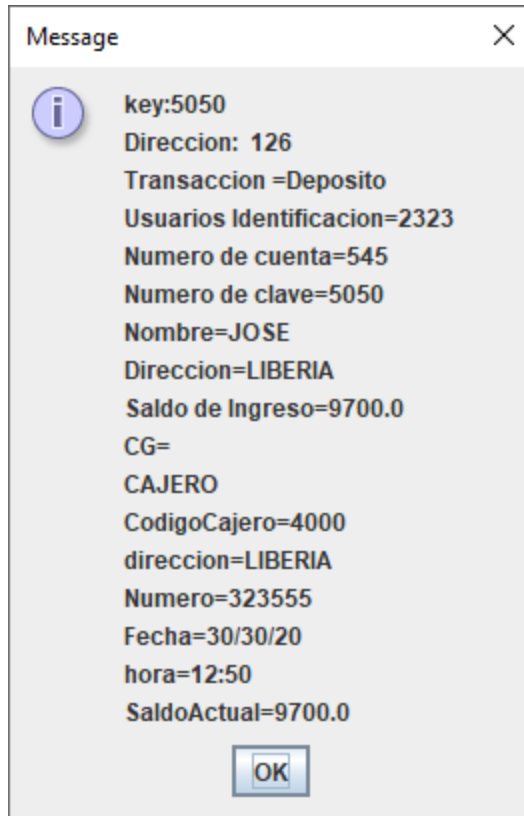 Message
key:5050
Direccion: 126
Transaccion =Deposito
Usuarios Identificacion=2323
Numero de cuenta=545
Numero de clave=5050
Nombre=JOSE
Direccion=LIBERIA
Saldo de Ingreso=9700.0
CG=
CAJERO
CodigoCajero=4000
direccion=LIBERIA
Numero=323555
Fecha=30/30/20
hora=12:50
SaldoActual=9700.0
OK